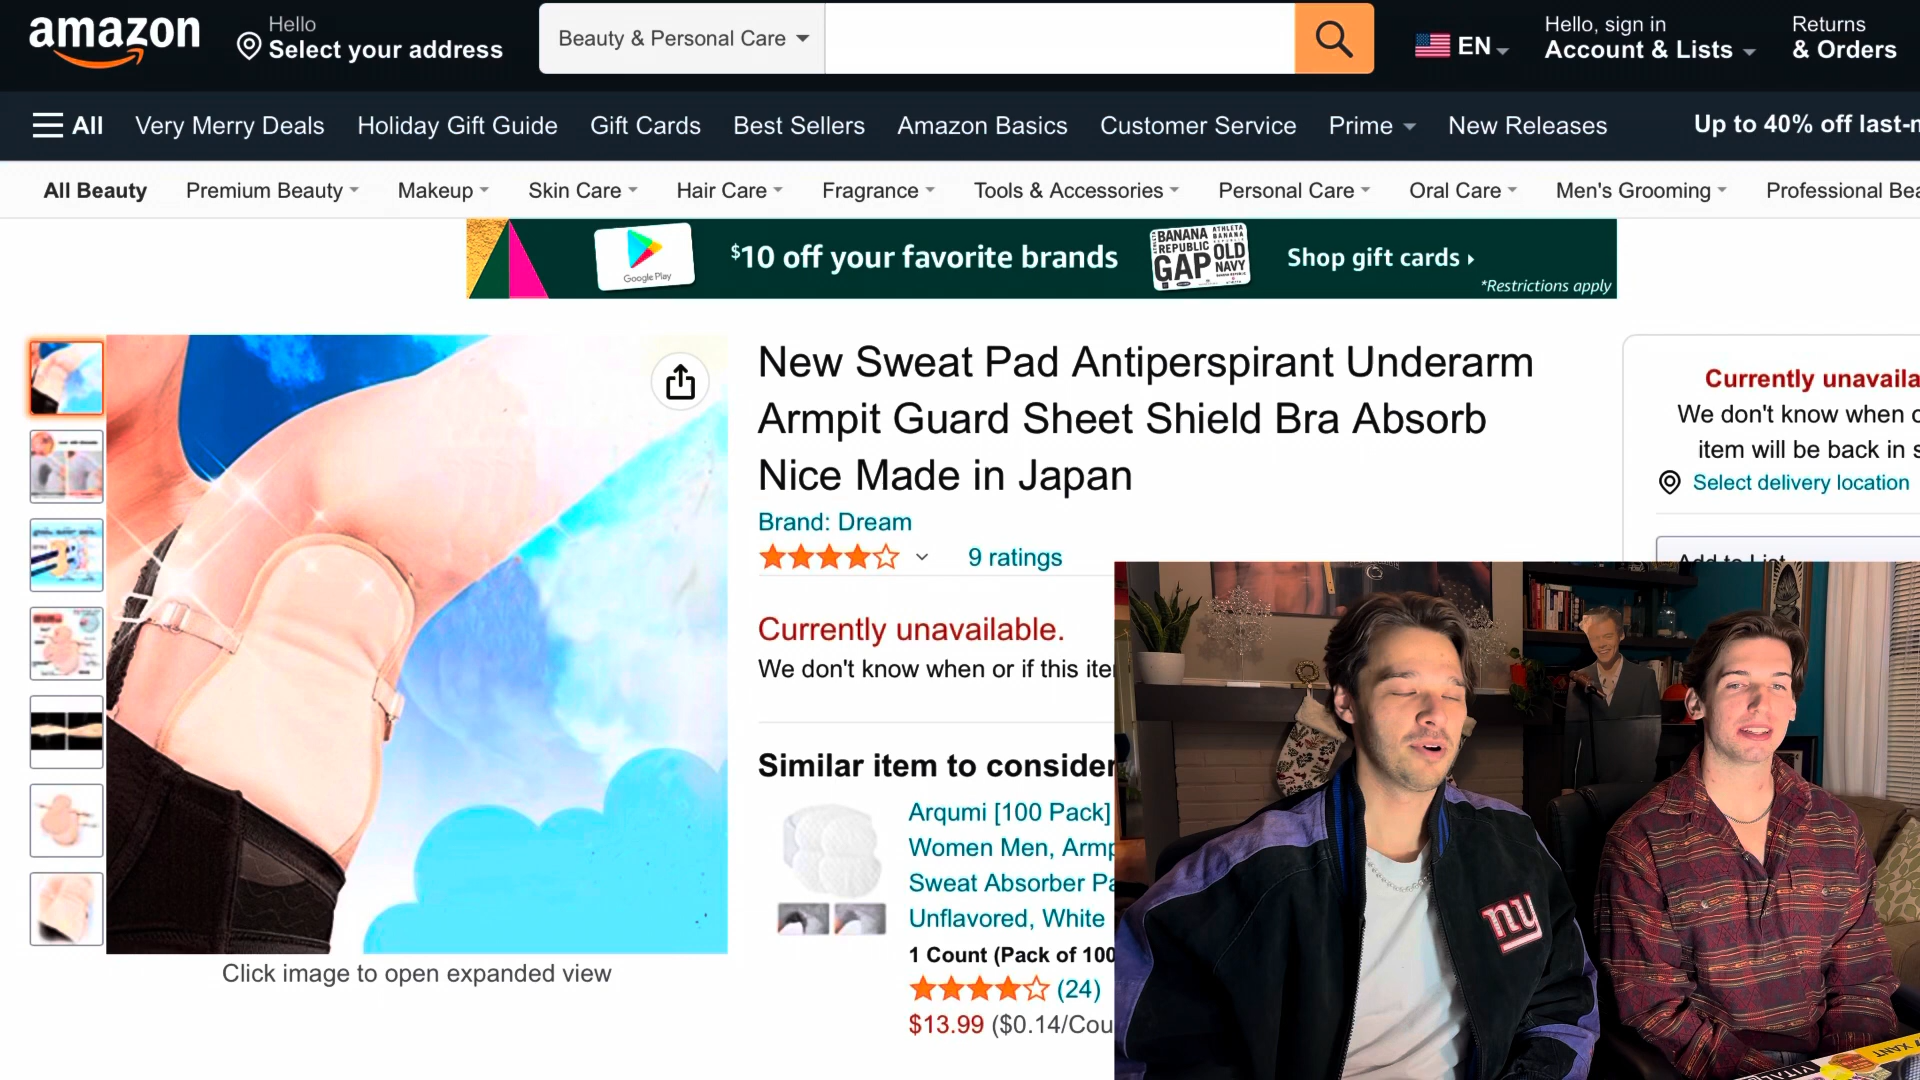 amazon
Hello
Select your address
Beauty & Personal Care
EN
Hello, sign in
Account & Lists
Returns
& Orders
All
Very Merry Deals
Holiday Gift Guide
Gift Cards
Best Sellers
Amazon Basics
Customer Service
Prime
New Releases
Up to 40% off last-
All Beauty
Premium Beauty
Makeup
Skin Care
Hair Care
Fragrance
Tools & Accessories
Personal Care
Oral Care
Men's Grooming
Professional
Google Play
$10 off your favorite brands
BANANA REPUBLIC
ATHLETA
GAP
OLD NAVY
Shop gift cards
*Restrictions apply
New Sweat Pad Antiperspirant Underarm
Armpit Guard Sheet Shield Bra Absorb
Nice Made in Japan
Brand: Dream
9 ratings
Currently unavailable.
We don't know when or if this
Currently
We don't know when
item will be back in
Select delivery location
Add to List
Similar item to consider
Arqumi [100 Pack]
Women Men,
Sweat Absorber
Unflavored, White
1 Count (Pack of 100
(24)
$13.99 ($0.14/
Click image to open expanded view
ny